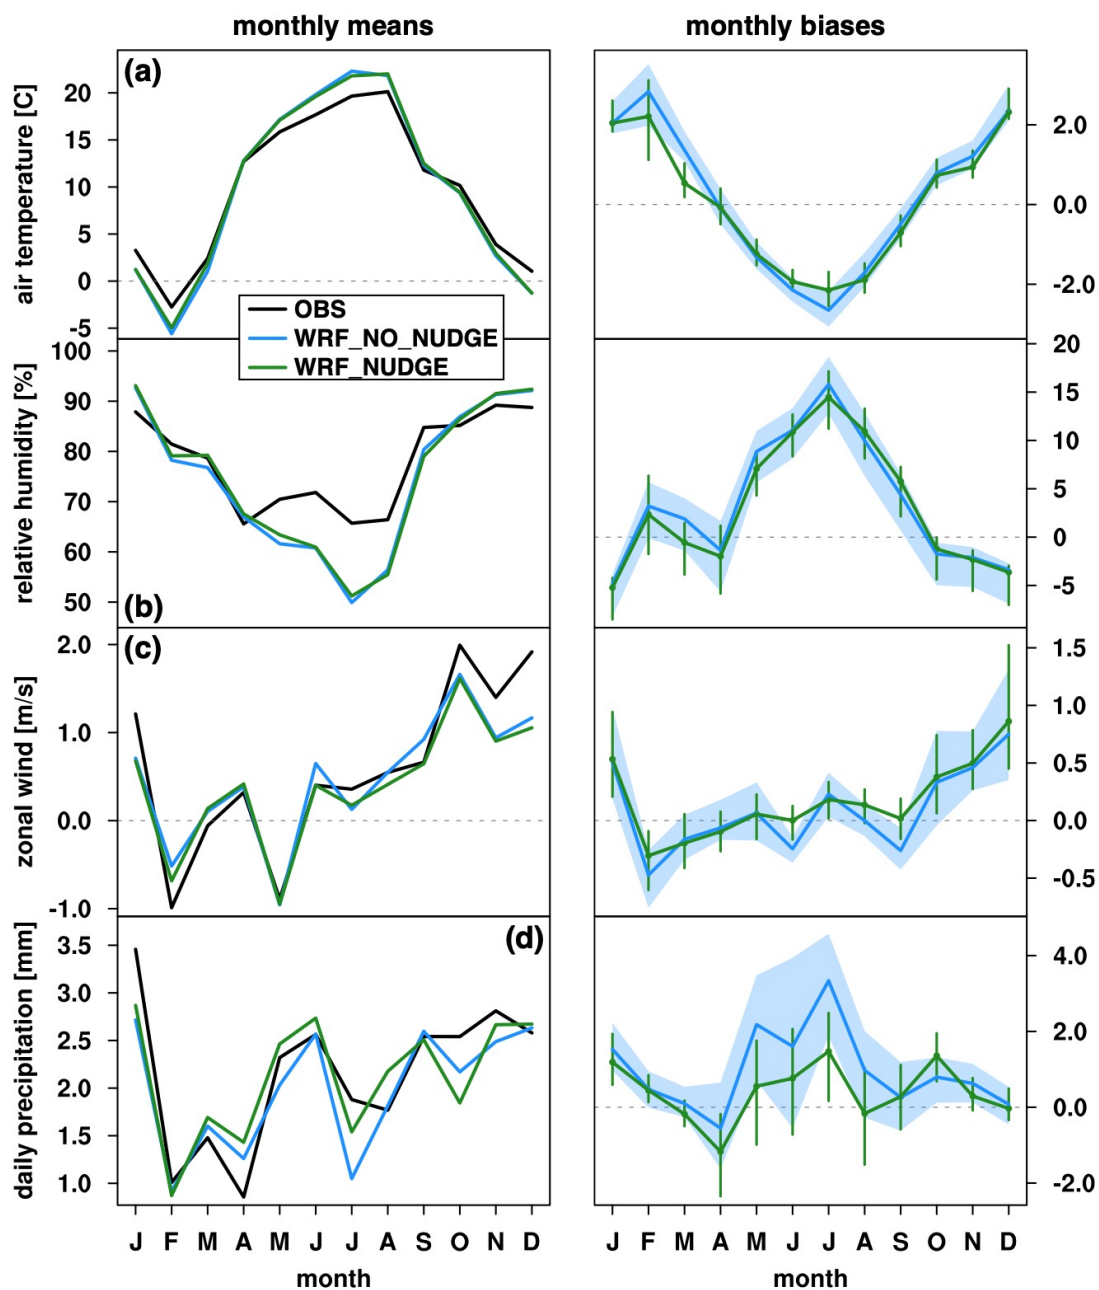 monthly means
monthly biases
(a)
air temperature [C]
20
15
10
5
0
-5
2.0
0.0
-2.0
OBS
WRF_NO_NUDGE
WRF_NUDGE
relative humidity [%]
100
90
80
70
60
50
(b)
20
15
10
5
0
-5
(c)
zonal wind [m/s]
2.0
1.0
0.0
-1.0
1.5
1.0
0.5
0.0
-0.5
(d)
daily precipitation [mm]
3.5
3.0
2.5
2.0
1.5
1.0
4.0
2.0
0.0
-2.0
J F M A M J J A S O N D
month
J F M A M J J A S O N D
month